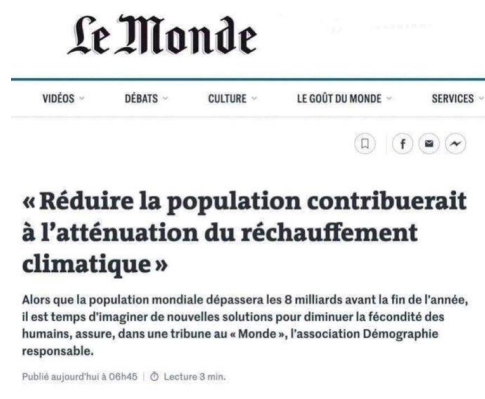 Le Monde
VIDÉOS DÉBATS CULTURE LE GOÛT DU MONDE SERVICES
« Réduire la population contribuerait
à l'atténuation du réchauffement
climatique »
Alors que la population mondiale dépassera les 8 milliards avant la fin de l'année,
il est temps d'imaginer de nouvelles solutions pour diminuer la fécondité des
humains, assure, dans une tribune au « Monde », l'association Démographie
responsable.
Publié aujourd'hui à 06h45 | Lecture 3 min.